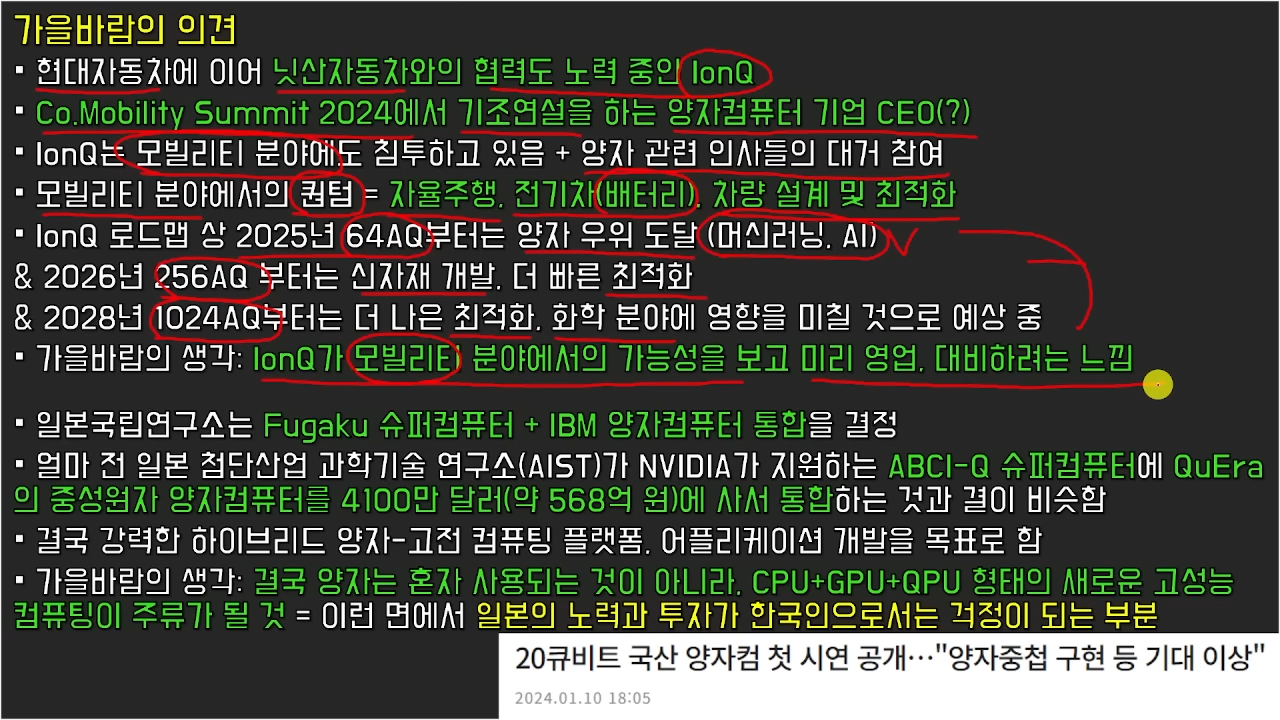 가을바람의 의견
▪ 현대자동차에 이어 닛산자동차와의 협력도 노력 중인 IonQ
▪ Co.Mobility Summit 2024에서 기조연설을 하는 양자컴퓨터 기업 CEO(?)
▪ IonQ는 모빌리티 분야에도 침투하고 있음 + 양자 관련 인사들의 대거 참여
▪ 모빌리티 분야에서의 퀀텀 = 자율주행, 전기차(배터리), 차량 설계 및 최적화
▪ IonQ 로드맵 상 2025년 64AQ부터는 양자 우위 도달 (머신러닝, AI)
& 2026년 256AQ 부터는 신자재 개발, 더 빠른 최적화
& 2028년 1024AQ부터는 더 나은 최적화, 화학 분야에 영향을 미칠 것으로 예상 중
▪ 가을바람의 생각: IonQ가 모빌리티 분야에서의 가능성을 보고 미리 영업, 대비하려는 느낌
▪ 일본국립연구소는 Fugaku 슈퍼컴퓨터 + IBM 양자컴퓨터 통합을 결정
▪ 얼마 전 일본 첨단산업 과학기술 연구소(AIST)가 NVIDIA가 지원하는 ABCI-Q 슈퍼컴퓨터에 QuEra
의 중성원자 양자컴퓨터를 4100만 달러(약 568억 원)에 사서 통합하는 것과 결이 비슷함
▪ 결국 강력한 하이브리드 양자-고전 컴퓨팅 플랫폼, 어플리케이션 개발을 목표로 함
▪ 가을바람의 생각: 결국 양자는 혼자 사용되는 것이 아니라, CPU+GPU+QPU 형태의 새로운 고성능
컴퓨팅이 주류가 될 것 = 이런 면에서 일본의 노력과 투자가 한국인으로서는 걱정이 되는 부분
20큐비트 국산 양자컴 첫 시연 공개…"양자중첩 구현 등 기대 이상"
2024.01.10 18:05